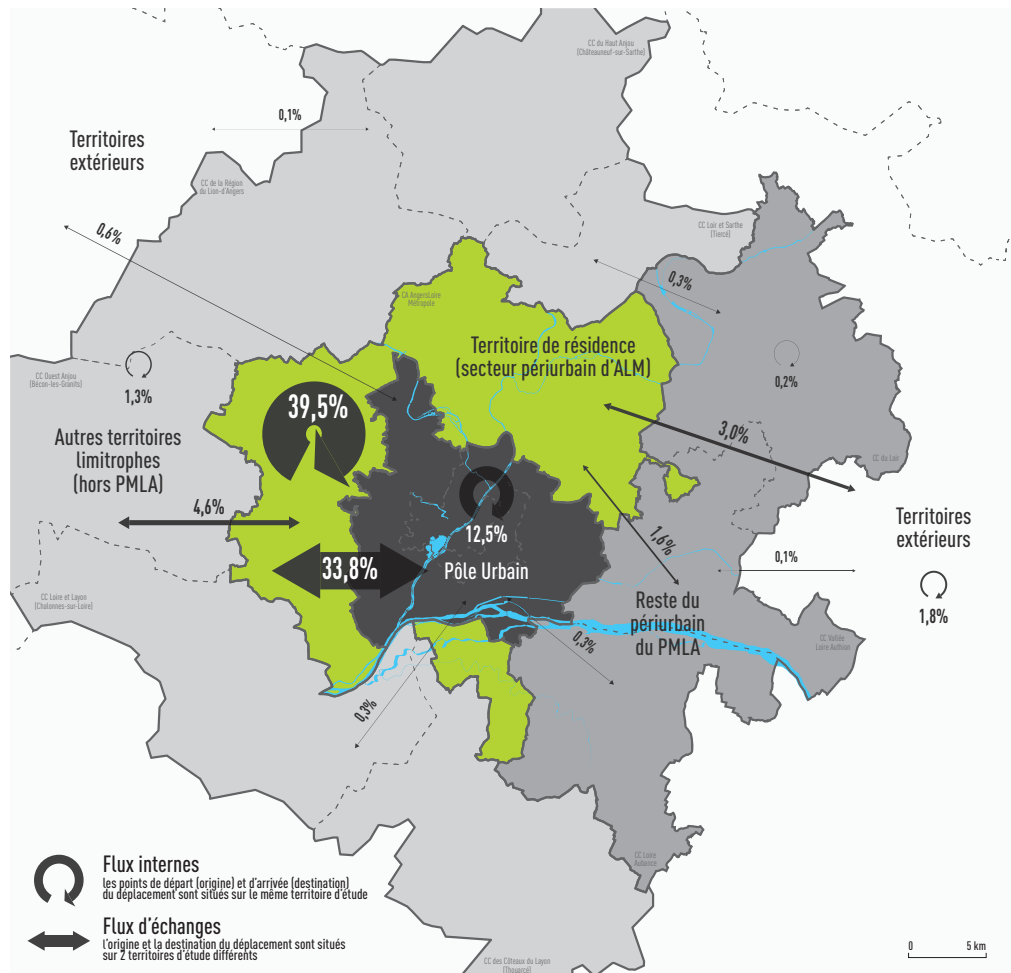 CC du Haut Anjou
(Châteauneuf-sur-Sarthe)
0,1%
Territoires
extérieurs
CC de la Région
du Lion-d'Angers
0,6%
CC Loir et Sarthe
(Tiercé)
0,3%
CA AngersLoire
Métropole
Territoire de résidence
(secteur périurbain d'ALM)
0,2%
CC Ouest Anjou
(Bécon-les-Granits)
1,3%
39,5%
3,0%
Autres territoires
limitrophes
(hors PMLA)
CC du Loir
4,6%
12,5%
1,6%
Territoires
extérieurs
33,8%
Pôle Urbain
0,1%
1,8%
CC Loire et Layon
(Chalonnes-sur-Loire)
Reste du
périurbain
du PMLA
0,3%
CC Vallée
Loire Authion
0,3%
CC Loire
Aubance
Flux internes
les points de départ (origine) et d'arrivée (destination)
du déplacement sont situés sur le même territoire d'étude
Flux d'échanges
l'origine et la destination du déplacement sont situés
sur 2 territoires d'étude différents
0 5 km
CC des Côteaux du Layon
(Thouarcé)